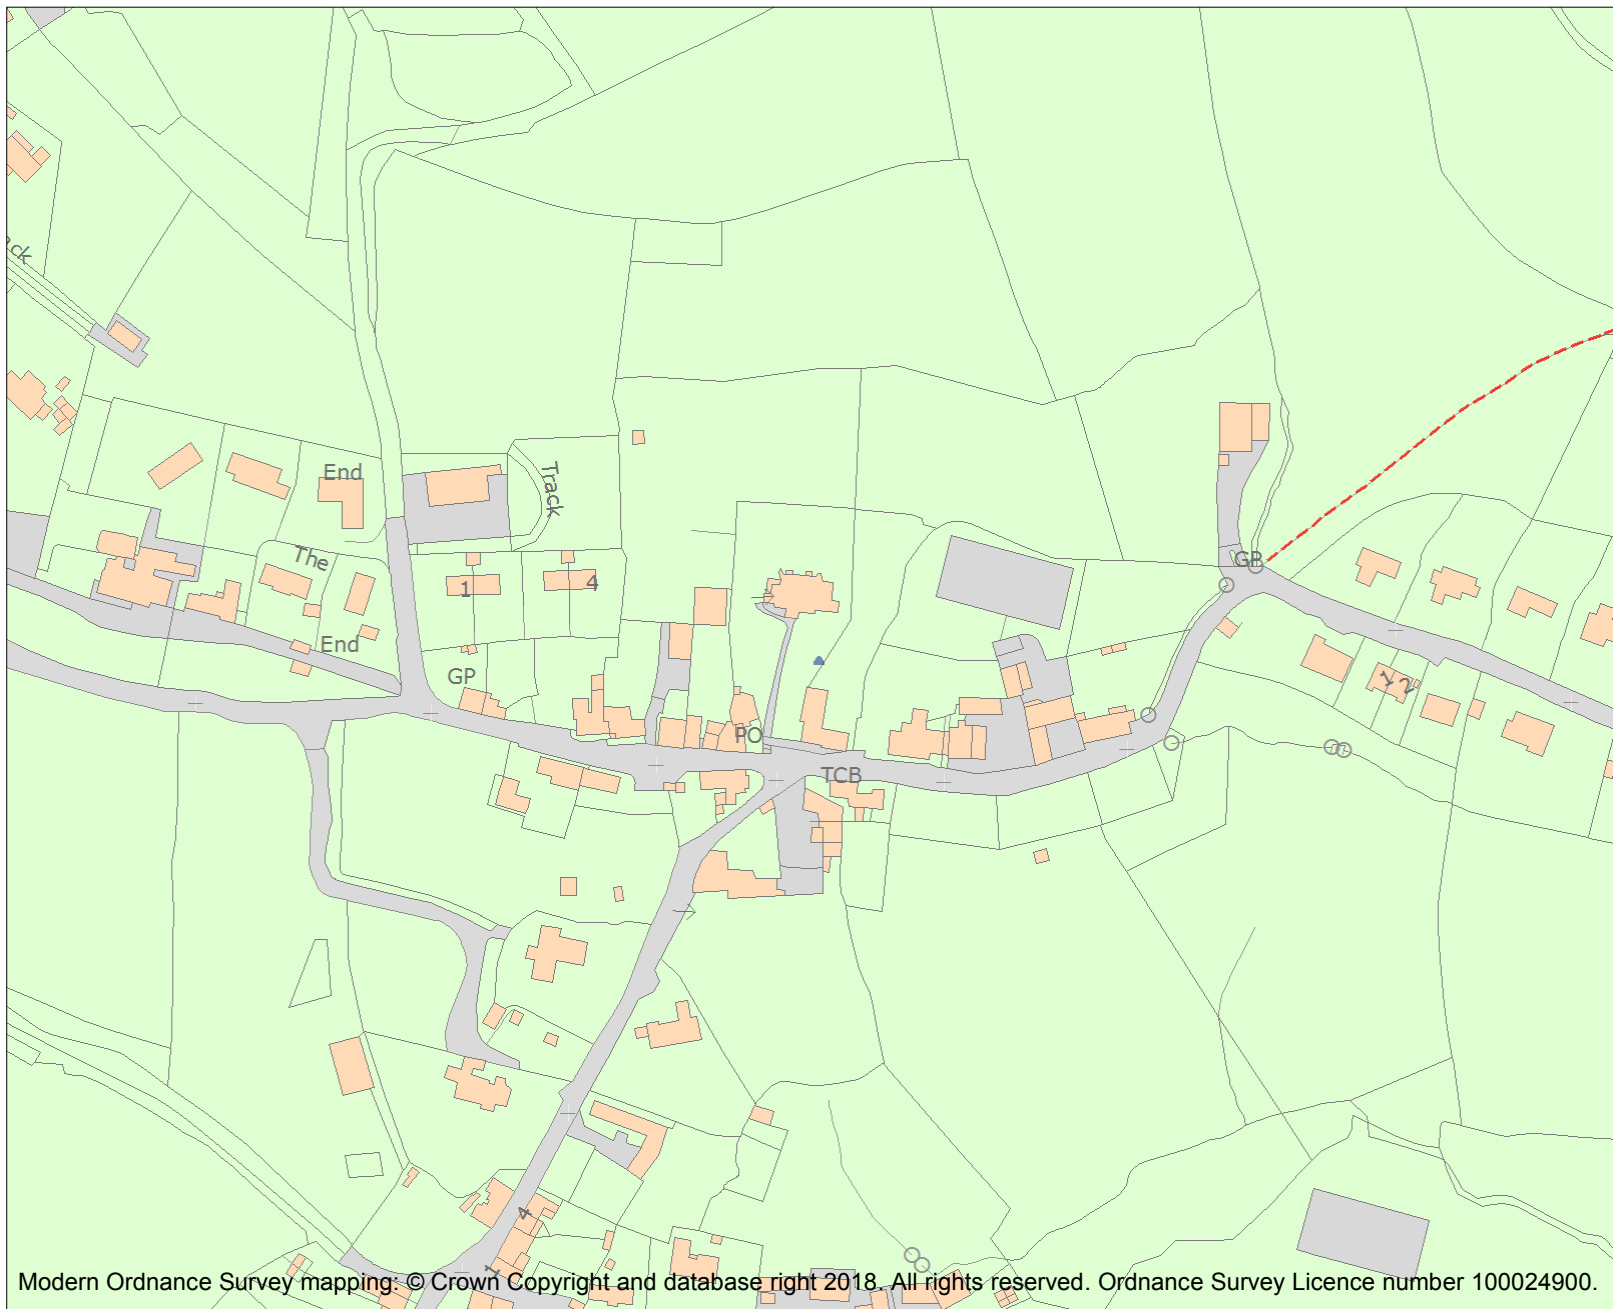 End
Track
GP
The
1
4
End
GP
PO
TCB
1
2
4
1
Modern Ordnance Survey mapping: © Crown Copyright and database right 2018. All rights reserved. Ordnance Survey Licence number 100024900.